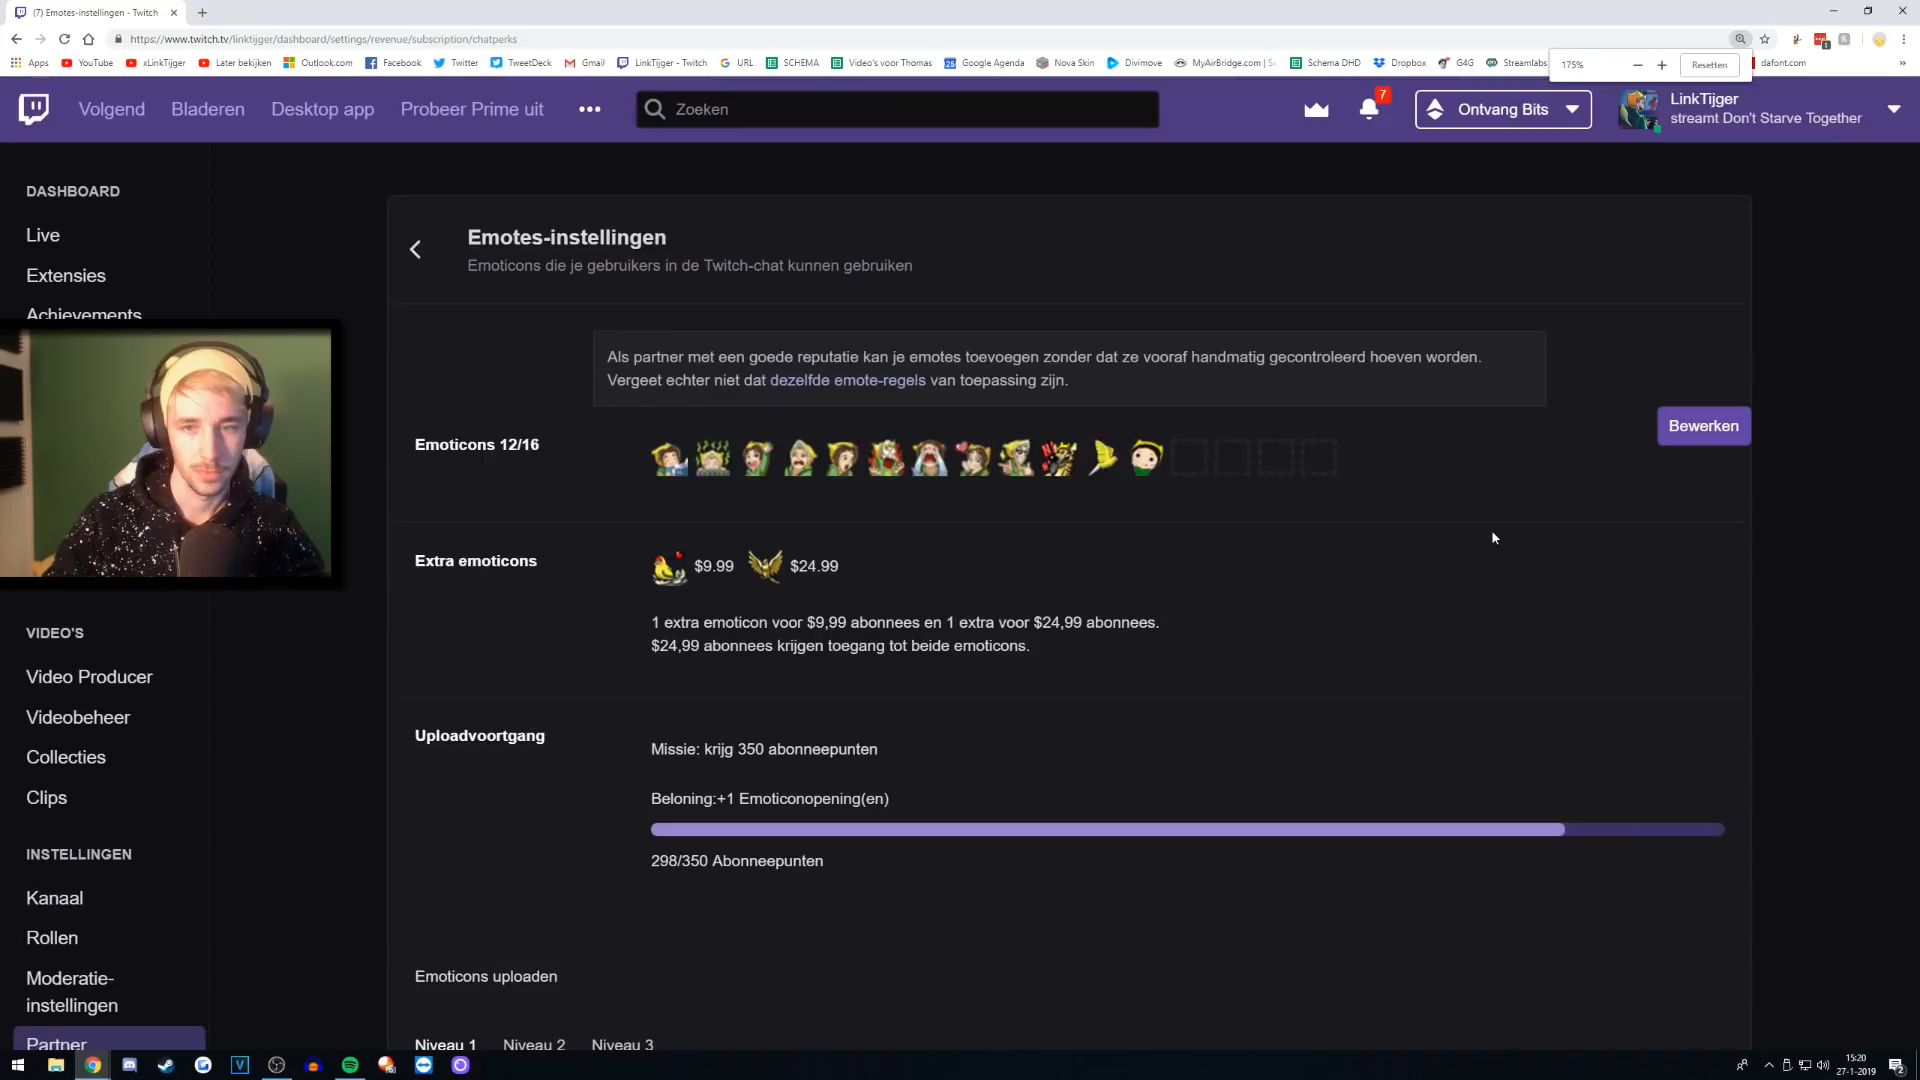 (7) Emotes-instellingen - Twitch
https://www.twitch.tv/linktijger/dashboard/settings/revenue/subscription/chatperks
Apps YouTube xLinkTijger Later bekijken Outlook.com Facebook Twitter TweetDeck Gmail LinkTijger - Twitch URL SCHEMA Video's voor Thomas Google Agenda Nova Skin Divimove MyAirBridge.com | S Schema DHD Dropbox G4G Streamlabs dafont.com »
175% Resetten
Volgend Bladeren Desktop app Probeer Prime uit Zoeken 7 Ontvang Bits LinkTijger
streamt Don't Starve Together
DASHBOARD
Live
Extensies
Achievements
VIDEO'S
Video Producer
Videobeheer
Collecties
Clips
INSTELLINGEN
Kanaal
Rollen
Moderatie-
instellingen
Partner
Emotes-instellingen
Emoticons die je gebruikers in de Twitch-chat kunnen gebruiken
Als partner met een goede reputatie kan je emotes toevoegen zonder dat ze vooraf handmatig gecontroleerd hoeven worden.
Vergeet echter niet dat dezelfde emote-regels van toepassing zijn.
Bewerken
Emoticons 12/16
Extra emoticons
$9.99 $24.99
1 extra emoticon voor $9,99 abonnees en 1 extra voor $24,99 abonnees.
$24,99 abonnees krijgen toegang tot beide emoticons.
Uploadvoortgang
Missie: krijg 350 abonneepunten
Beloning:+1 Emoticonopening(en)
298/350 Abonneepunten
Emoticons uploaden
Niveau 1 Niveau 2 Niveau 3
15:20
27-1-2019